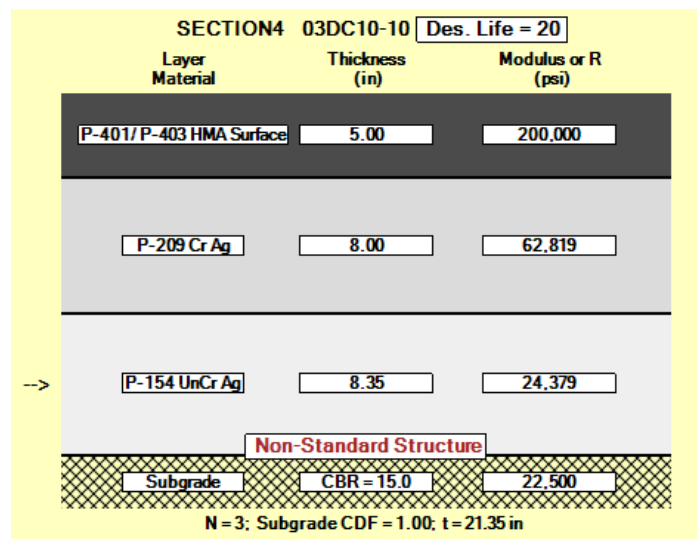 SECTION4 03DC10-10 Des. Life = 20
Layer Material Thickness (in) Modulus or R (psi)
P-401/ P-403 HMA Surface 5.00 200,000
P-209 Cr Ag 8.00 62,819
--> P-154 UnCr Ag 8.35 24,379
Non-Standard Structure
Subgrade CBR = 15.0 22,500
N = 3; Subgrade CDF = 1.00; t = 21.35 in